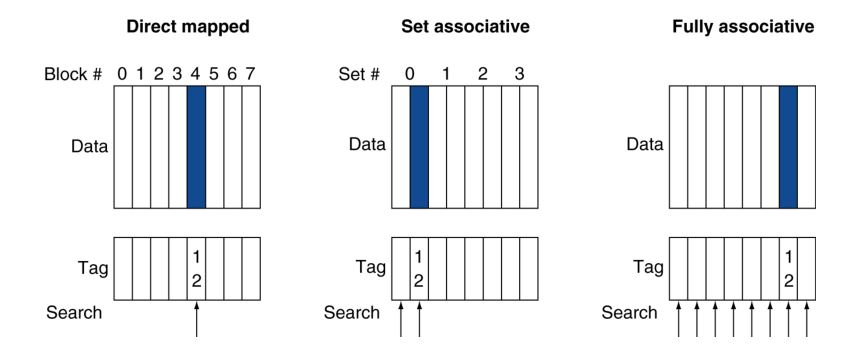 Direct mapped
Block # 0 1 2 3 4 5 6 7
Data
Tag
1
2
Search
Set associative
Set # 0 1 2 3
Data
Tag
1
2
Search
Fully associative
Data
Tag
1
2
Search